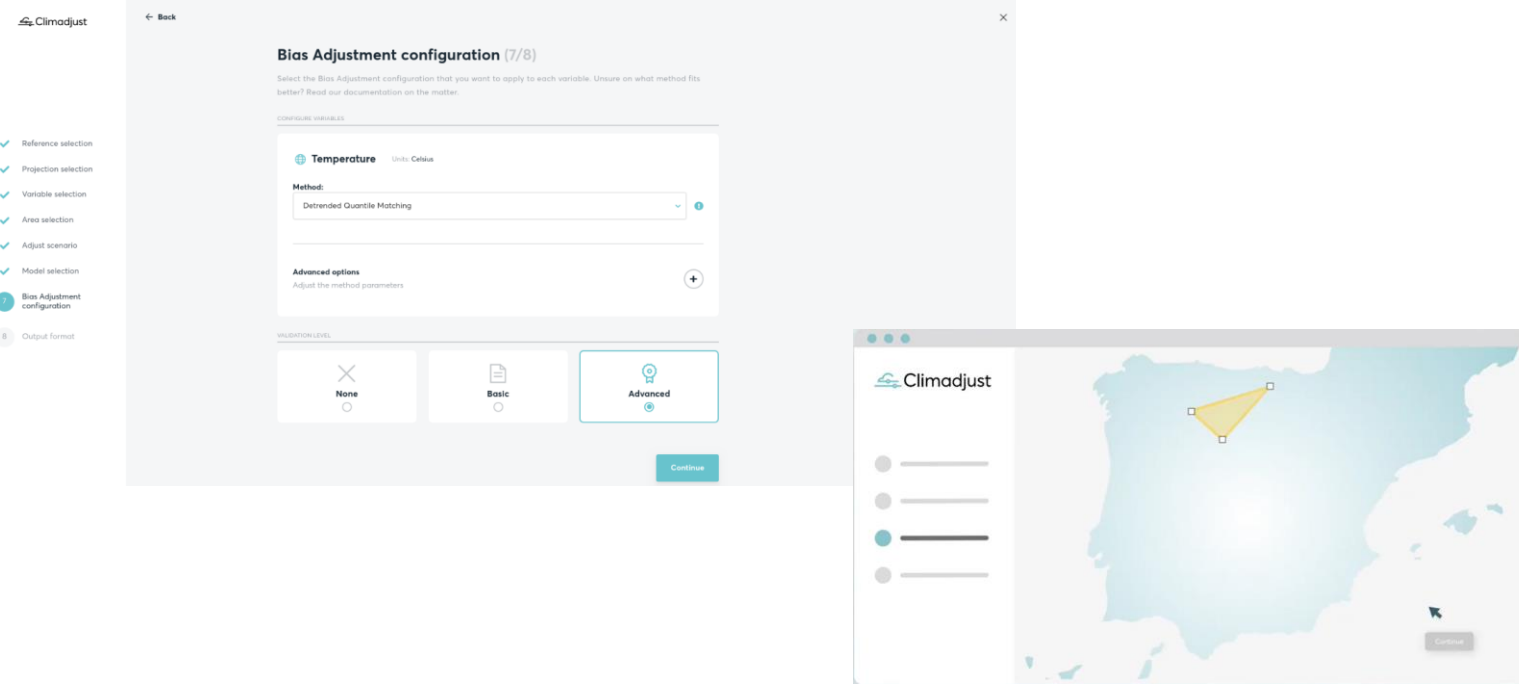 Climadjust
Reference selection
Projection selection
Variable selection
Area selection
Adjust scenario
Model selection
7
Bias Adjustment
configuration
8
Output format
Back
Bias Adjustment configuration (7/8)
Select the Bias Adjustment configuration that you want to apply to each variable. Unsure on what method fits
better? Read our documentation on the matter.
CONFIGURE VARIABLES
Temperature Units: Celsius
Method:
Detrended Quantile Matching
Advanced options
Adjust the method parameters
VALIDATION LEVEL
None Basic Advanced
Continue
Climadjust
Continue